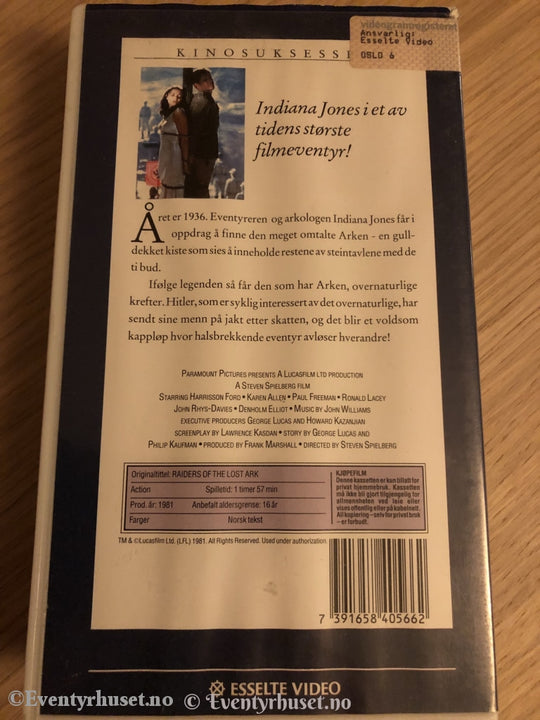 videogramregisteret
Ansvarlig:
Esselte Video
OSLO 6
KINOSUKSESSE
Indiana Jones i et av
tidens største
filmeventyr!
Året er 1936. Eventyreren og arkologen Indiana Jones får i
oppdrag å finne den meget omtalte Arken - en gull-
dekket kiste som sies å inneholde restene av steintavlene med de
ti bud.
Ifølge legenden så får den som har Arken, overnaturlige
krefter. Hitler, som er syklig interessert av det overnaturlige, har
sendt sine menn på jakt etter skatten, og det blir et voldsom
kappløp hvor halsbrekkende eventyr avløser hverandre!
PARAMOUNT PICTURES PRESENTS A LUCASFILM LTD PRODUCTION
A STEVEN SPIELBERG FILM
STARRING HARRISSON FORD • KAREN ALLEN • PAUL FREEMAN • RONALD LACEY
JOHN RHYS-DAVIES • DENHOLM ELLIOT • MUSIC BY JOHN WILLIAMS
EXECUTIVE PRODUCERS GEORGE LUCAS AND HOWARD KAZANJIAN
SCREENPLAY BY LAWRENCE KASDAN • STORY BY GEORGE LUCAS AND
PHILIP KAUFMAN • PRODUCED BY FRANK MARSHALL • DIRECTED BY STEVEN SPIELBERG
Originaltittel: RAIDERS OF THE LOST ARK
Action Spilletid: 1 timer 57 min
Prod. år: 1981 Anbefalt aldersgrense: 16 år
Farger Norsk tekst
KJØPEFILM
Denne kassetten er kun tillatt for
privat hjemmebruk. Kassetten
må ikke bli gjort tilgjengelig for
allmenheten ved leie eller
vises offentlig eller på kabelnett.
All kopiering – selv for privat bruk
– er forbudt.
TM & ©Lucasfilm Ltd. (LFL) 1981. All Rights Reserved. Used under authorization.
7 391658 405662
ESSELTE VIDEO
©Eventyrhuset.no © Eventyrhuset.no